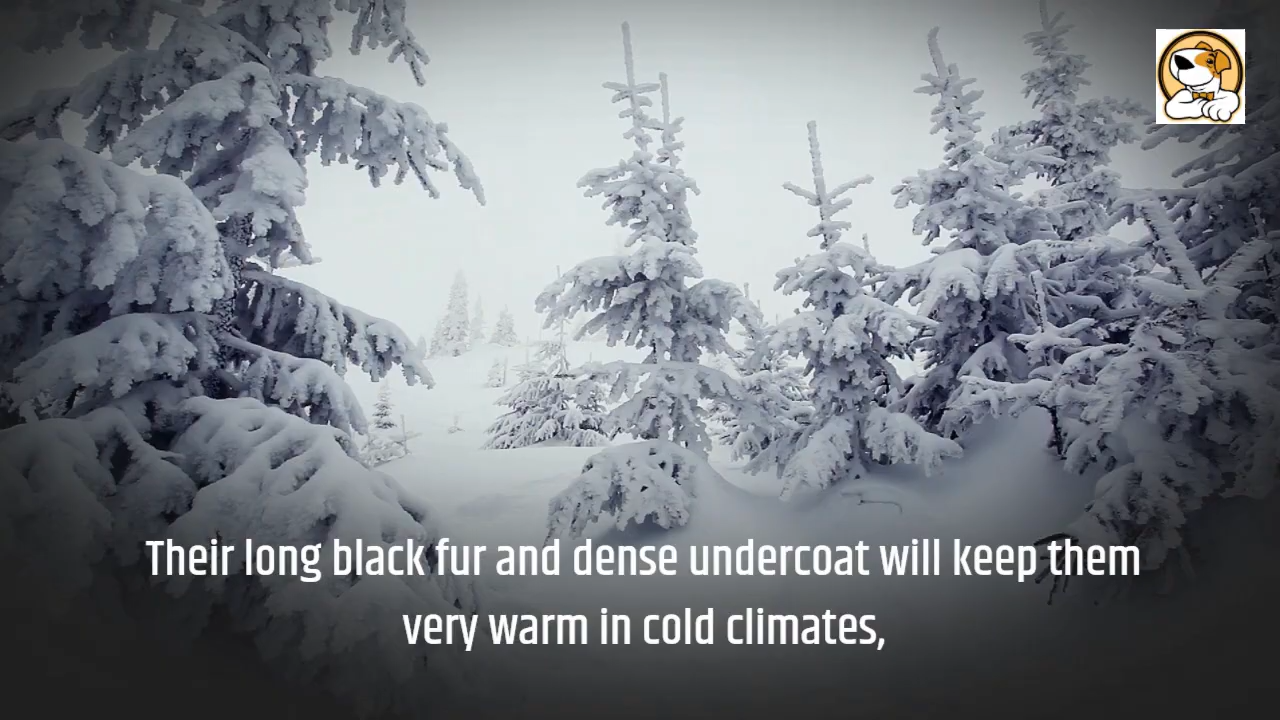 Their long black fur and dense undercoat will keep them
very warm in cold climates,